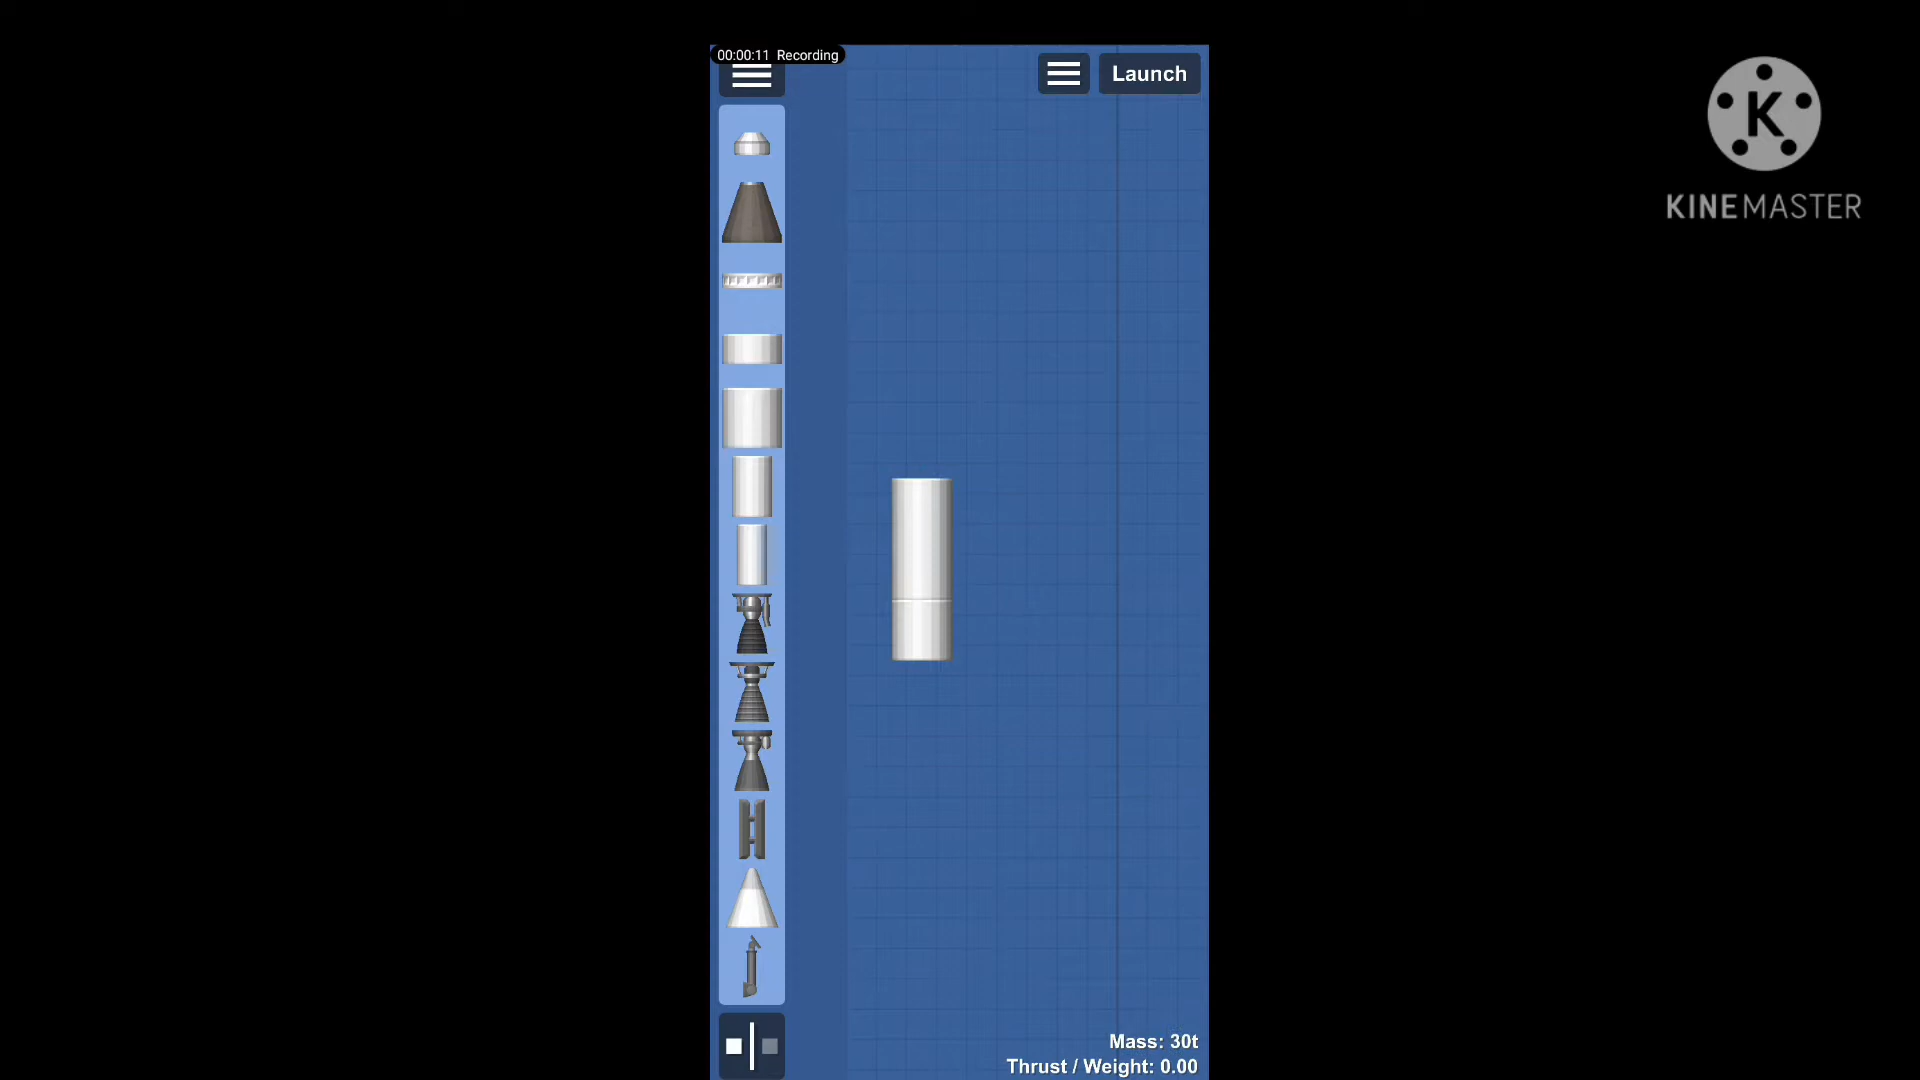 00:00:11 Recording
Launch
K
KINEMASTER
Mass: 30t
Thrust / Weight: 0.00